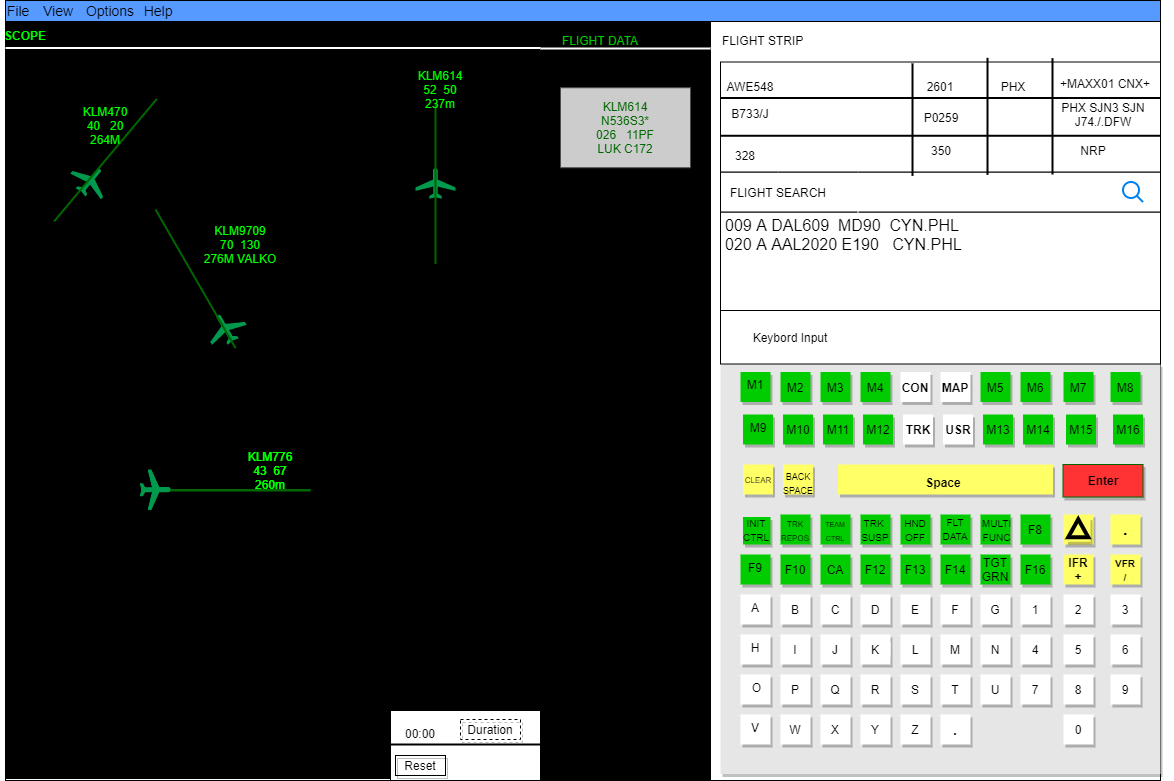 File View Options Help
SCOPE
KLM614
52 50
237m
KLM470
40 20
264M
KLM9709
70 130
276M VALKO
KLM776
43 67
260m
00:00 Duration
Reset
FLIGHT DATA
KLM614
N536S3*
026 11PF
LUK C172
FLIGHT STRIP
AWE548 2601 PHX +MAXX01 CNX+
B733/J P0259 PHX SJN3 SJN
J74./.DFW
328 350 NRP
FLIGHT SEARCH
009 A DAL609 MD90 CYN.PHL
020 A AAL2020 E190 CYN.PHL
Keybord Input
M1 M2 M3 M4 CON MAP M5 M6 M7 M8
M9 M10 M11 M12 TRK USR M13 M14 M15 M16
CLEAR BACK SPACE Space Enter
INIT CTRL TRK REPOS TEAM CTRL TRK SUSP HND OFF FLT DATA MULTI FUNC F8 .
F9 F10 CA F12 F13 F14 TGT GRN F16 IFR + VFR /
A B C D E F G 1 2 3
H I J K L M N 4 5 6
O P Q R S T U 7 8 9
V W X Y Z . 0